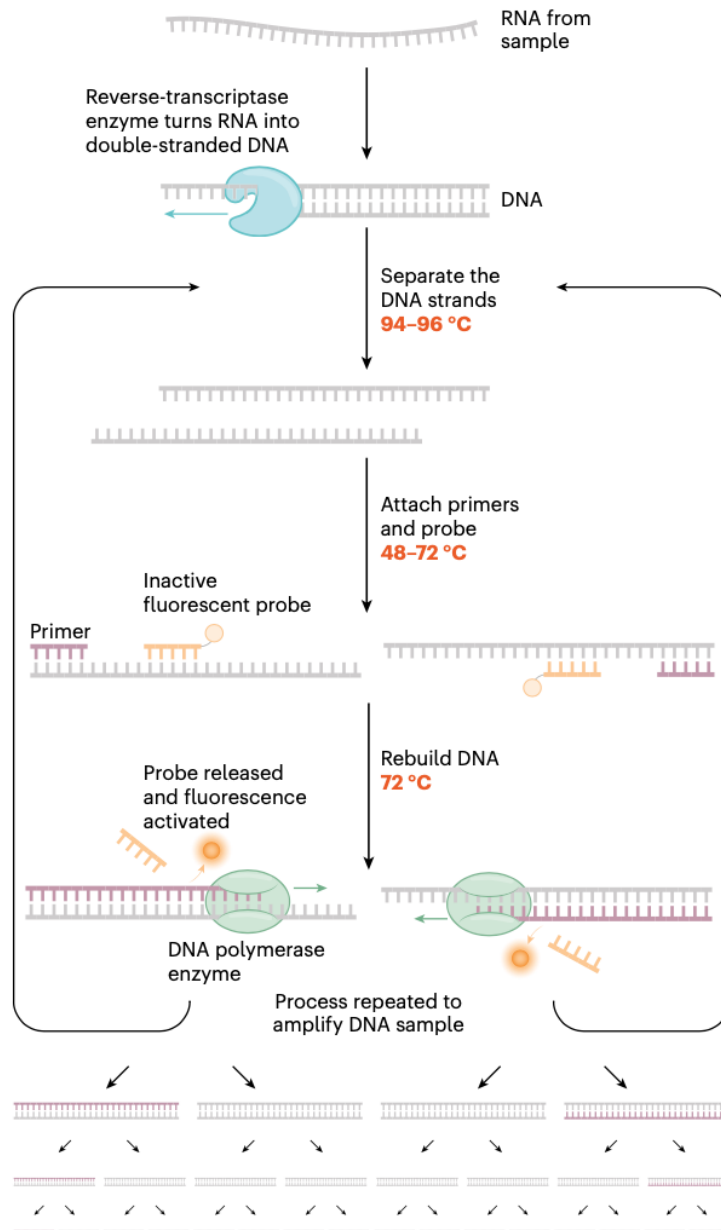 RNA from
sample
Reverse-transcriptase
enzyme turns RNA into
double-stranded DNA
DNA
Separate the
DNA strands
94–96 °C
Attach primers
and probe
48–72 °C
Inactive
fluorescent probe
Primer
Rebuild DNA
72 °C
Probe released
and fluorescence
activated
DNA polymerase
enzyme
Process repeated to
amplify DNA sample